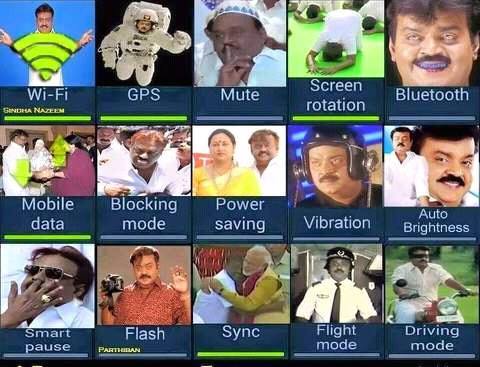 Wi-Fi
GPS
Mute
Screen
rotation
Bluetooth
Sindha Nazeem
Mobile
data
Blocking
mode
Power
saving
Vibration
Auto
Brightness
Smart
pause
Flash
Sync
Flight
mode
Driving
mode
Parthiban